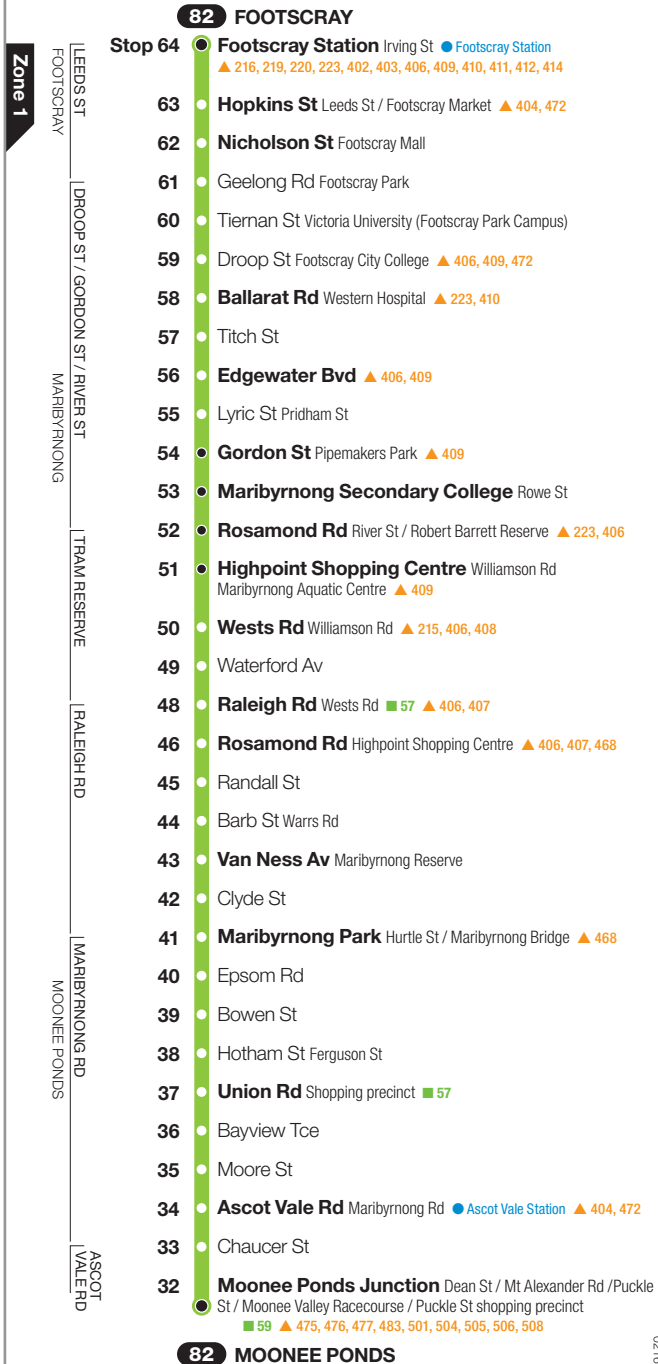 82 FOOTSCRAY
Stop 64 Footscray Station Irving St ● Footscray Station
▲ 216, 219, 220, 223, 402, 403, 406, 409, 410, 411, 412, 414
63 Hopkins St Leeds St / Footscray Market ▲ 404, 472
62 Nicholson St Footscray Mall
61 Geelong Rd Footscray Park
60 Tiernan St Victoria University (Footscray Park Campus)
59 Droop St Footscray City College ▲ 406, 409, 472
58 Ballarat Rd Western Hospital ▲ 223, 410
57 Titch St
56 Edgewater Bvd ▲ 406, 409
55 Lyric St Pridham St
54 Gordon St Pipemakers Park ▲ 409
53 Maribyrnong Secondary College Rowe St
52 Rosamond Rd River St / Robert Barrett Reserve ▲ 223, 406
51 Highpoint Shopping Centre Williamson Rd
Maribyrnong Aquatic Centre ▲ 409
50 Wests Rd Williamson Rd ▲ 215, 406, 408
49 Waterford Av
48 Raleigh Rd Wests Rd ■ 57 ▲ 406, 407
46 Rosamond Rd Highpoint Shopping Centre ▲ 406, 407, 468
45 Randall St
44 Barb St Warrs Rd
43 Van Ness Av Maribyrnong Reserve
42 Clyde St
41 Maribyrnong Park Hurtle St / Maribyrnong Bridge ▲ 468
40 Epsom Rd
39 Bowen St
38 Hotham St Ferguson St
37 Union Rd Shopping precinct ■ 57
36 Bayview Tce
35 Moore St
34 Ascot Vale Rd Maribyrnong Rd ● Ascot Vale Station ▲ 404, 472
33 Chaucer St
32 Moonee Ponds Junction Dean St / Mt Alexander Rd /Puckle
St / Moonee Valley Racecourse / Puckle St shopping precinct
■ 59 ▲ 475, 476, 477, 483, 501, 504, 505, 506, 508
82 MOONEE PONDS
Zone 1
LEEDS ST
FOOTSCRAY
DROOP ST / GORDON ST / RIVER ST
MARIBYRNONG
TRAM RESERVE
RALEIGH RD
MARIBYRNONG RD
MOONEE PONDS
ASCOT
VALE RD